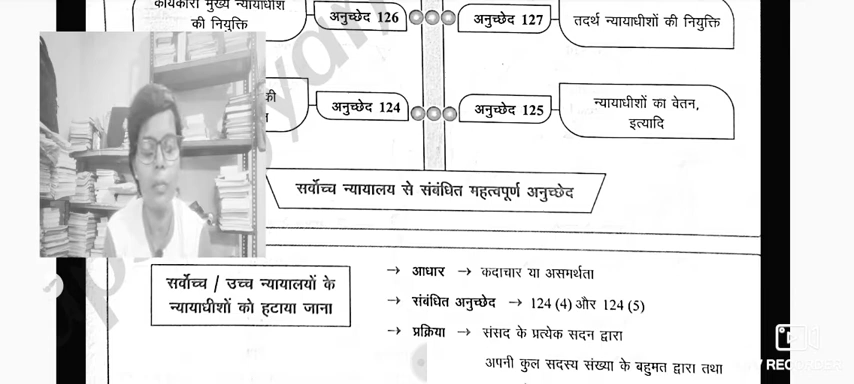 कार्यकारी मुख्य न्यायाधीश
की नियुक्ति
अनुच्छेद 126
अनुच्छेद 127
तदर्थ न्यायाधीशों की नियुक्ति
की
अनुच्छेद 124
अनुच्छेद 125
न्यायाधीशों का वेतन,
इत्यादि
सर्वोच्च न्यायालय से संबंधित महत्वपूर्ण अनुच्छेद
सर्वोच्च / उच्च न्यायालयों के
न्यायाधीशों को हटाया जाना
→ आधार → कदाचार या असमर्थता
→ संबंधित अनुच्छेद → 124 (4) और 124 (5)
→ प्रक्रिया → संसद के प्रत्येक सदन द्वारा
अपनी कुल सदस्य संख्या के बहुमत द्वारा तथा
RECORDER